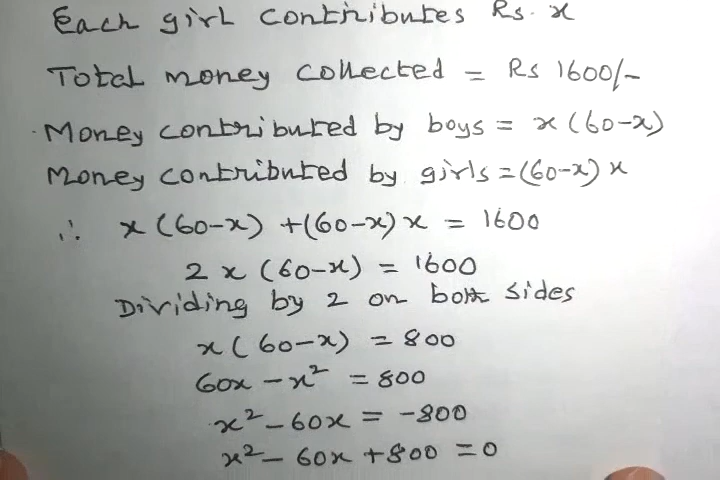 Each girl contributes Rs. x
Total money collected = Rs 1600/-
Money contributed by boys = x (60-x)
Money contributed by girls = (60-x) x
∴ x (60-x) + (60-x) x = 1600
2 x (60-x) = 1600
Dividing by 2 on both sides
x ( 60-x) = 800
60x - x² = 800
x² - 60x = -800
x² - 60x + 800 = 0